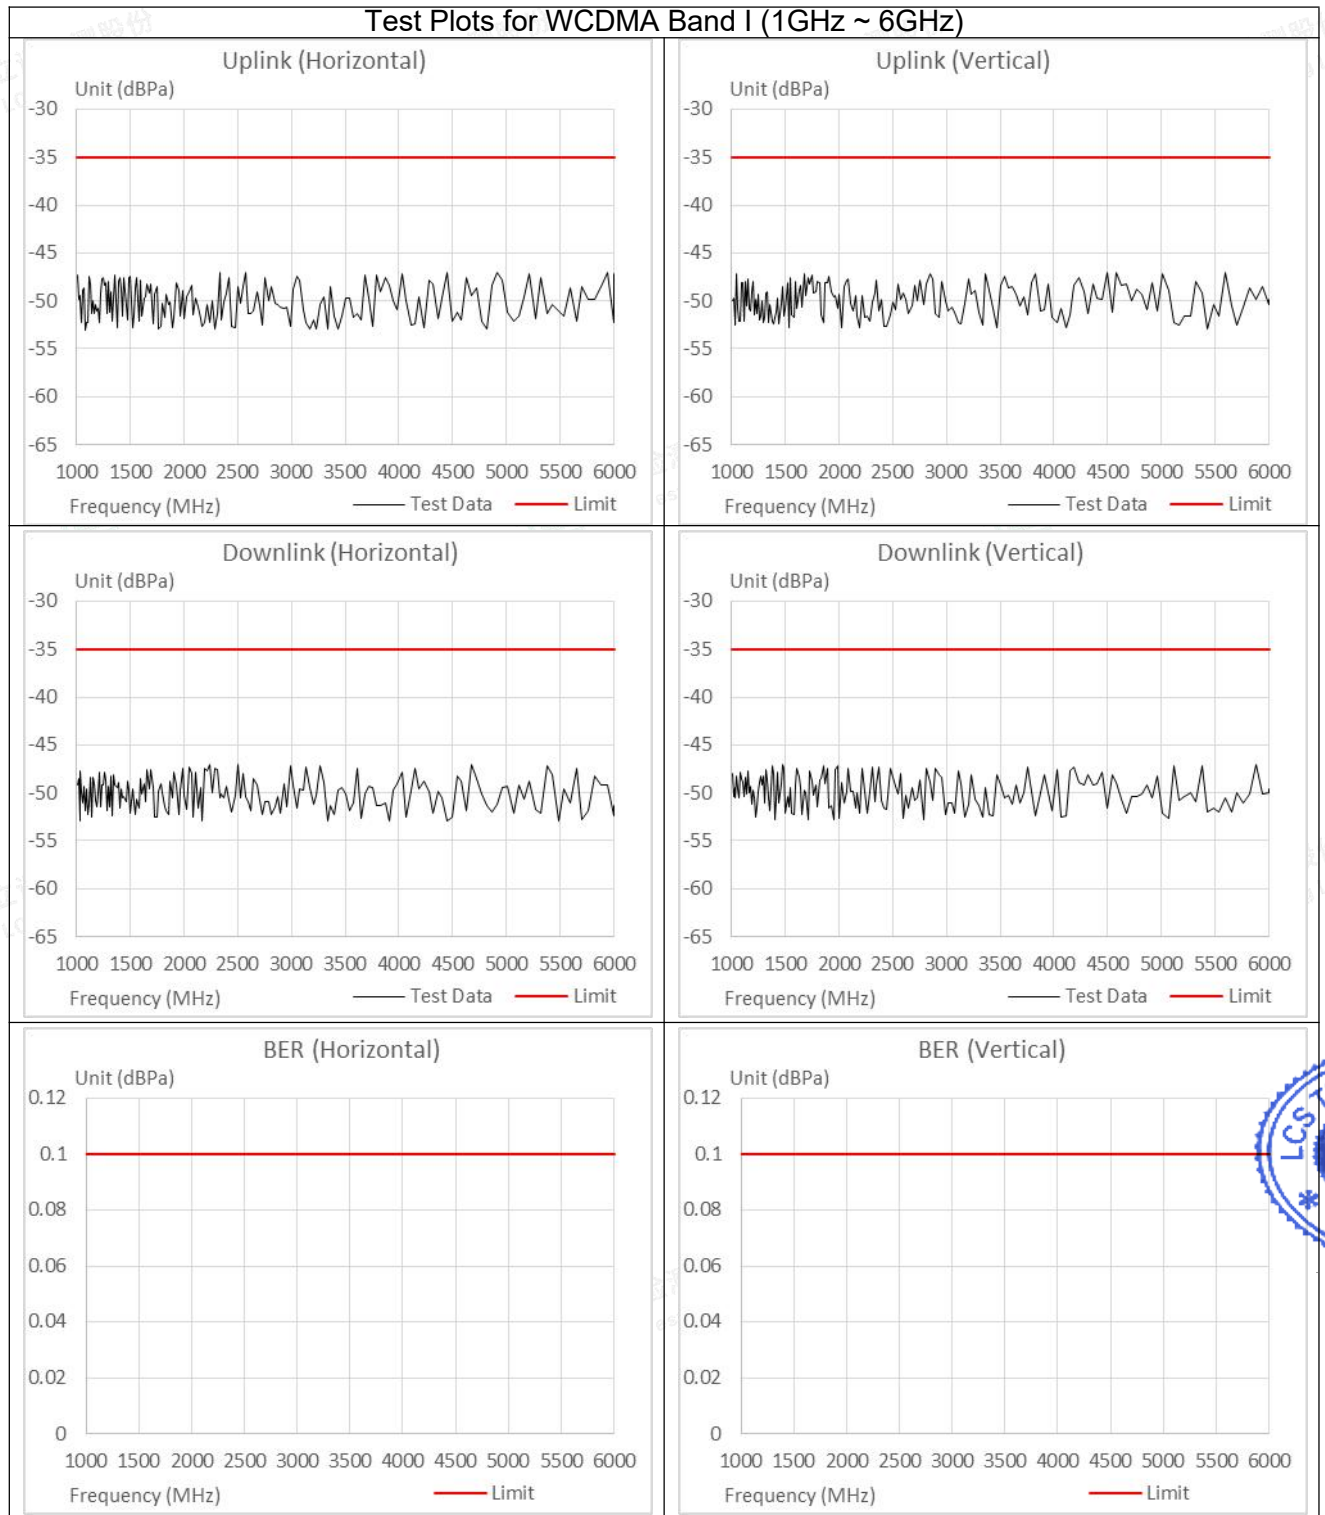 Test Plots for WCDMA Band I (1GHz ~ 6GHz)
Uplink (Horizontal)
Unit (dBPa)
-30
-35
-40
-45
-50
-55
-60
-65
1000 1500 2000 2500 3000 3500 4000 4500 5000 5500 6000
Frequency (MHz) Test Data Limit
Uplink (Vertical)
Unit (dBPa)
-30
-35
-40
-45
-50
-55
-60
-65
1000 1500 2000 2500 3000 3500 4000 4500 5000 5500 6000
Frequency (MHz) Test Data Limit
Downlink (Horizontal)
Unit (dBPa)
-30
-35
-40
-45
-50
-55
-60
-65
1000 1500 2000 2500 3000 3500 4000 4500 5000 5500 6000
Frequency (MHz) Test Data Limit
Downlink (Vertical)
Unit (dBPa)
-30
-35
-40
-45
-50
-55
-60
-65
1000 1500 2000 2500 3000 3500 4000 4500 5000 5500 6000
Frequency (MHz) Test Data Limit
BER (Horizontal)
Unit (dBPa)
0.12
0.1
0.08
0.06
0.04
0.02
0
1000 1500 2000 2500 3000 3500 4000 4500 5000 5500 6000
Frequency (MHz) Limit
BER (Vertical)
Unit (dBPa)
0.12
0.1
0.08
0.06
0.04
0.02
0
1000 1500 2000 2500 3000 3500 4000 4500 5000 5500 6000
Frequency (MHz) Limit
LCS